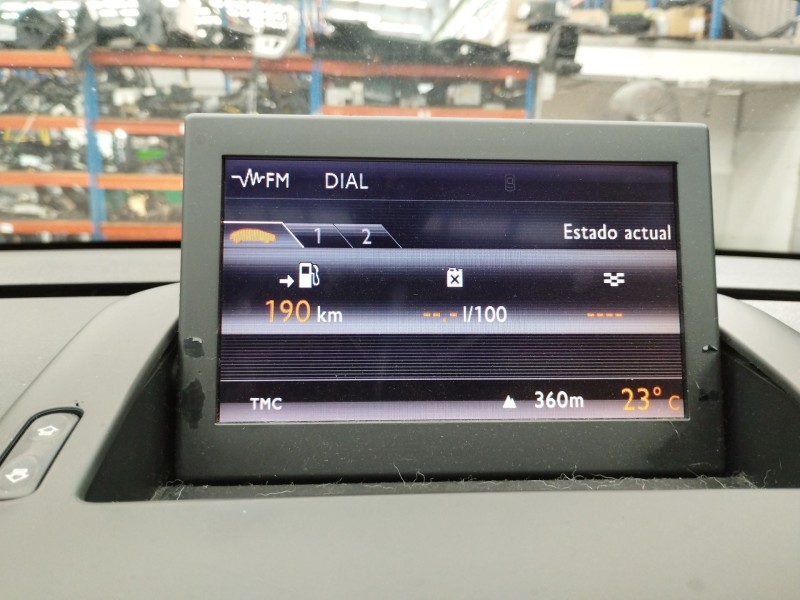 FM DIAL
1 2 Estado actual
190 km --.- l/100 ----
TMC 360m 23° C